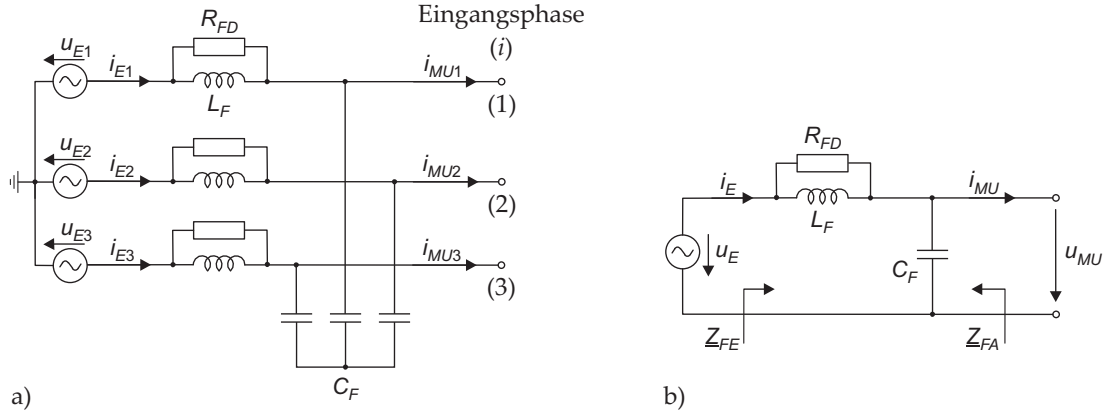 Eingangsphase
(i)
R_FD
u_E1
i_E1
i_MU1
L_F
(1)
u_E2
i_E2
i_MU2
(2)
u_E3
i_E3
i_MU3
(3)
C_F
a)
R_FD
i_E
i_MU
L_F
u_E
C_F
u_MU
Z_FE
Z_FA
b)